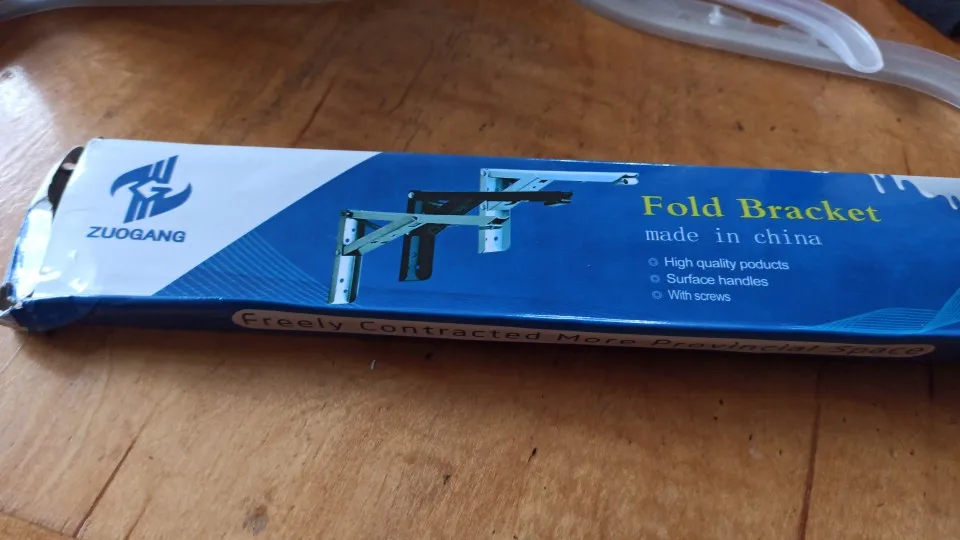 ZUOGANG
Fold Bracket
made in china
High quality poducts
Surface handles
With screws
Freely Contracted More Provincial Space